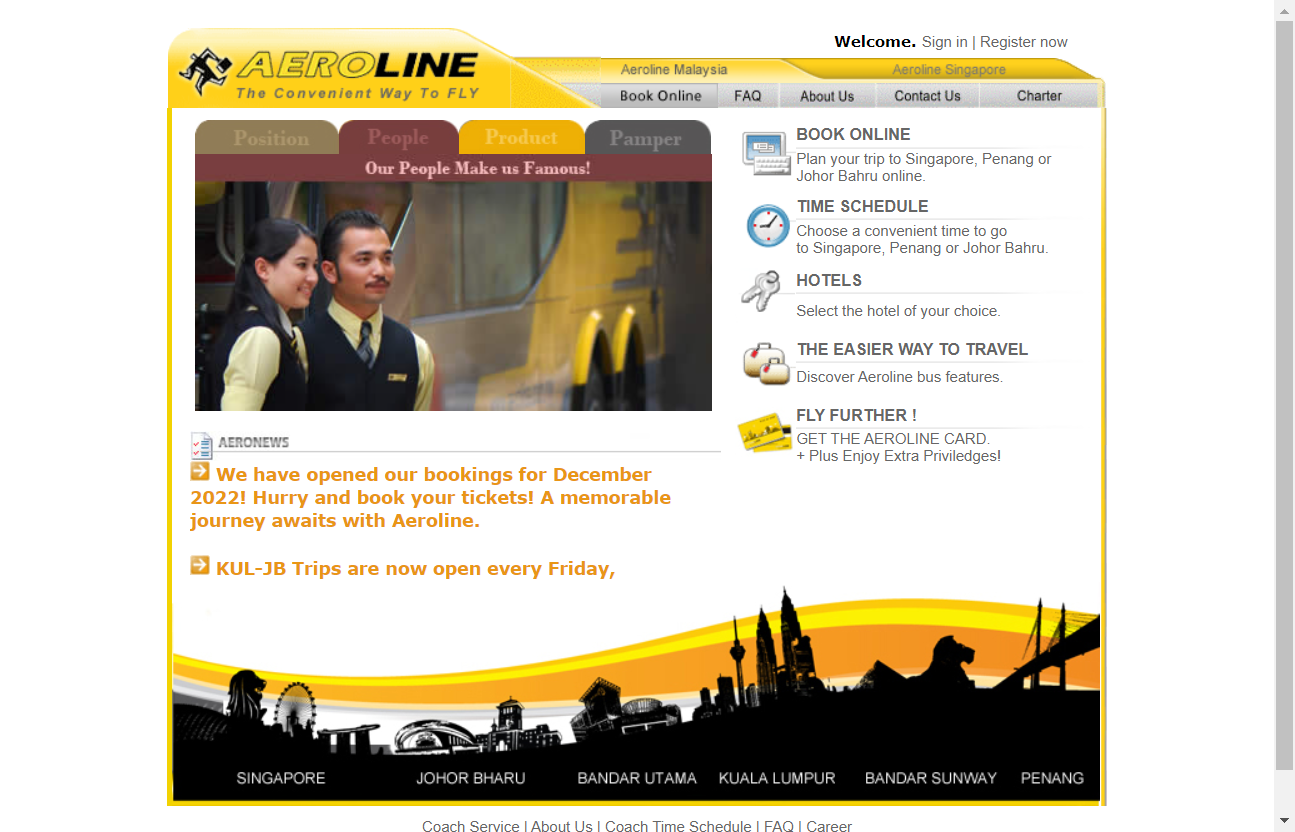 Welcome. Sign in | Register now
AEROLINE
The Convenient Way To FLY
Aeroline Malaysia
Aeroline Singapore
Book Online
FAQ
About Us
Contact Us
Charter
Position
People
Product
Pamper
Our People Make us Famous!
BOOK ONLINE
Plan your trip to Singapore, Penang or
Johor Bahru online.
TIME SCHEDULE
Choose a convenient time to go
to Singapore, Penang or Johor Bahru.
HOTELS
Select the hotel of your choice.
THE EASIER WAY TO TRAVEL
Discover Aeroline bus features.
FLY FURTHER !
GET THE AEROLINE CARD.
+ Plus Enjoy Extra Priviledges!
AERONEWS
We have opened our bookings for December
2022! Hurry and book your tickets! A memorable
journey awaits with Aeroline.
KUL-JB Trips are now open every Friday,
SINGAPORE
JOHOR BHARU
BANDAR UTAMA
KUALA LUMPUR
BANDAR SUNWAY
PENANG
Coach Service | About Us | Coach Time Schedule | FAQ | Career